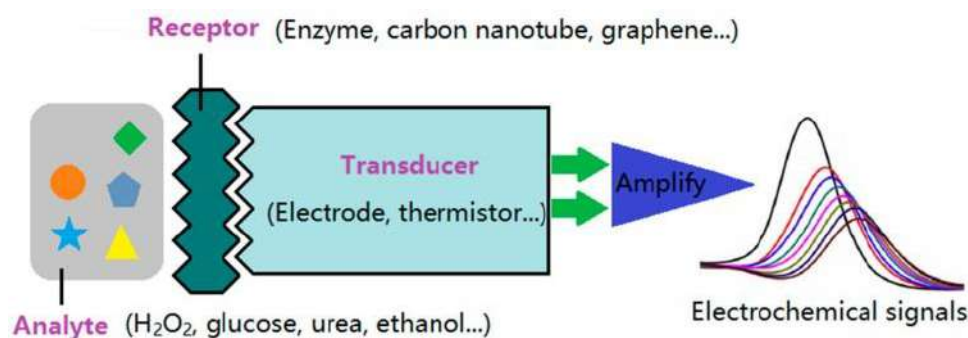 Receptor (Enzyme, carbon nanotube, graphene...)
Transducer
(Electrode, thermistor...)
Amplify
Electrochemical signals
Analyte (H₂O₂, glucose, urea, ethanol...)